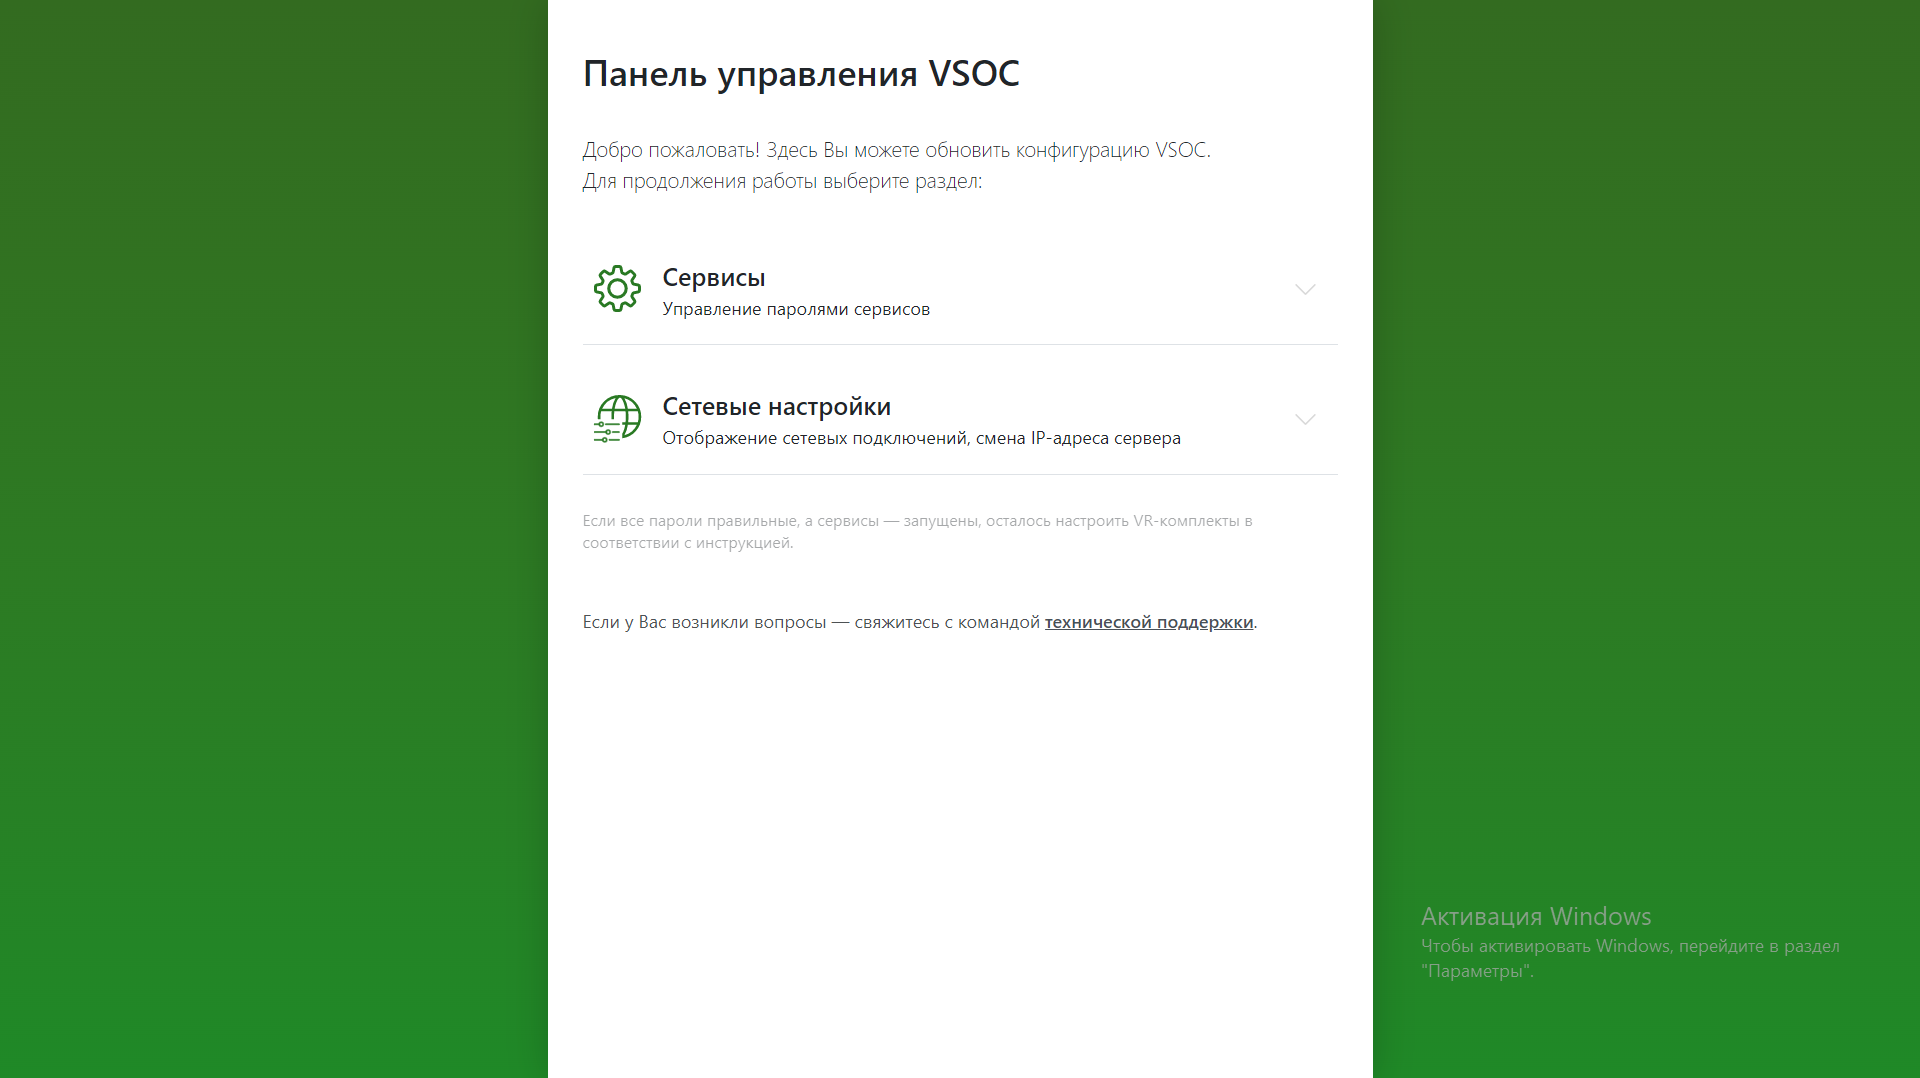 Панель управления VSOC
Добро пожаловать! Здесь Вы можете обновить конфигурацию VSOC.
Для продолжения работы выберите раздел:
Сервисы
Управление паролями сервисов
Сетевые настройки
Отображение сетевых подключений, смена IP-адреса сервера
Если все пароли правильные, а сервисы — запущены, осталось настроить VR-комплекты в
соответствии с инструкцией.
Если у Вас возникли вопросы — свяжитесь с командой технической поддержки.
Активация Windows
Чтобы активировать Windows, перейдите в раздел
"Параметры".